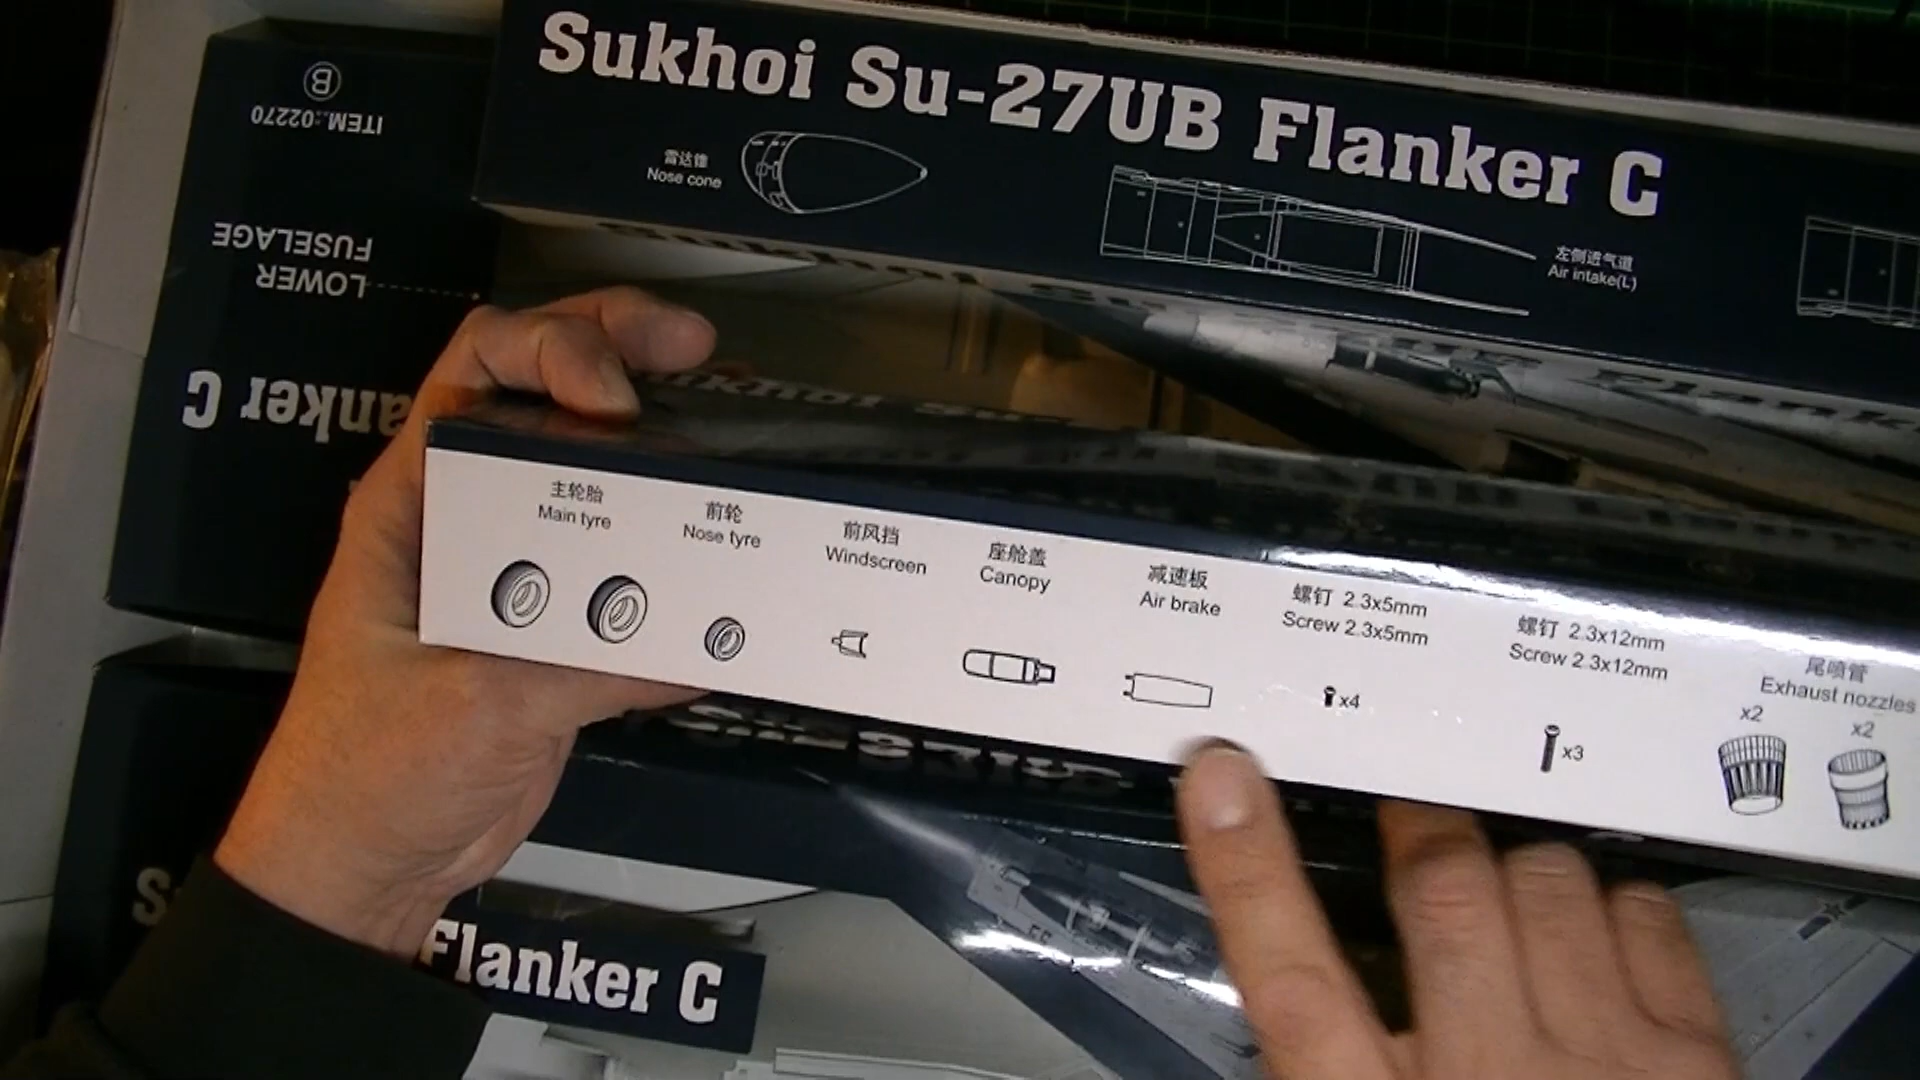 Sukhoi Su-27UB Flanker C
雷达锥
Nose cone
左侧进气道
Air intake(L)
B
ITEM.:02270
LOWER
FUSELAGE
anker C
主轮胎
Main tyre
前轮
Nose tyre
前风挡
Windscreen
座舱盖
Canopy
减速板
Air brake
螺钉 2.3x5mm
Screw 2.3x5mm
x4
螺钉 2.3x12mm
Screw 2.3x12mm
x3
尾喷管
Exhaust nozzles
x2
x2
S
Flanker C